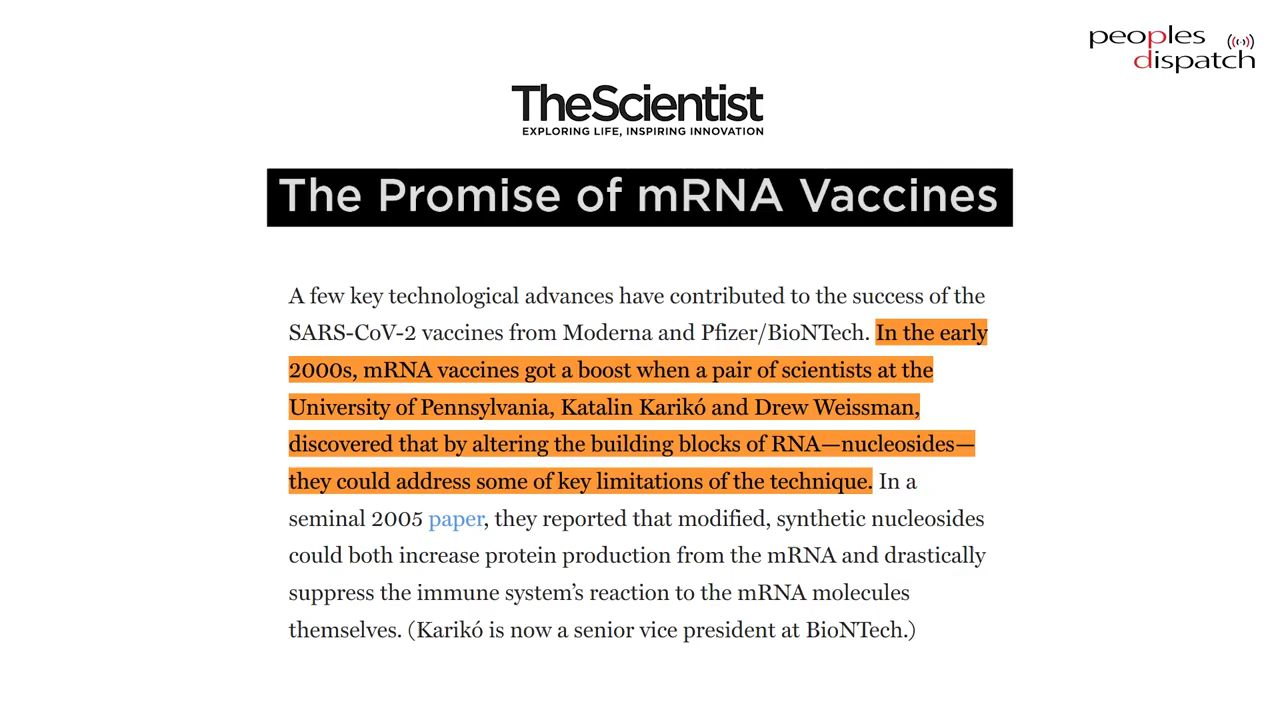 peoples
dispatch
TheScientist
EXPLORING LIFE, INSPIRING INNOVATION
The Promise of mRNA Vaccines
A few key technological advances have contributed to the success of the
SARS-CoV-2 vaccines from Moderna and Pfizer/BioNTech. In the early
2000s, mRNA vaccines got a boost when a pair of scientists at the
University of Pennsylvania, Katalin Karikó and Drew Weissman,
discovered that by altering the building blocks of RNA—nucleosides—
they could address some of key limitations of the technique. In a
seminal 2005 paper, they reported that modified, synthetic nucleosides
could both increase protein production from the mRNA and drastically
suppress the immune system’s reaction to the mRNA molecules
themselves. (Karikó is now a senior vice president at BioNTech.)